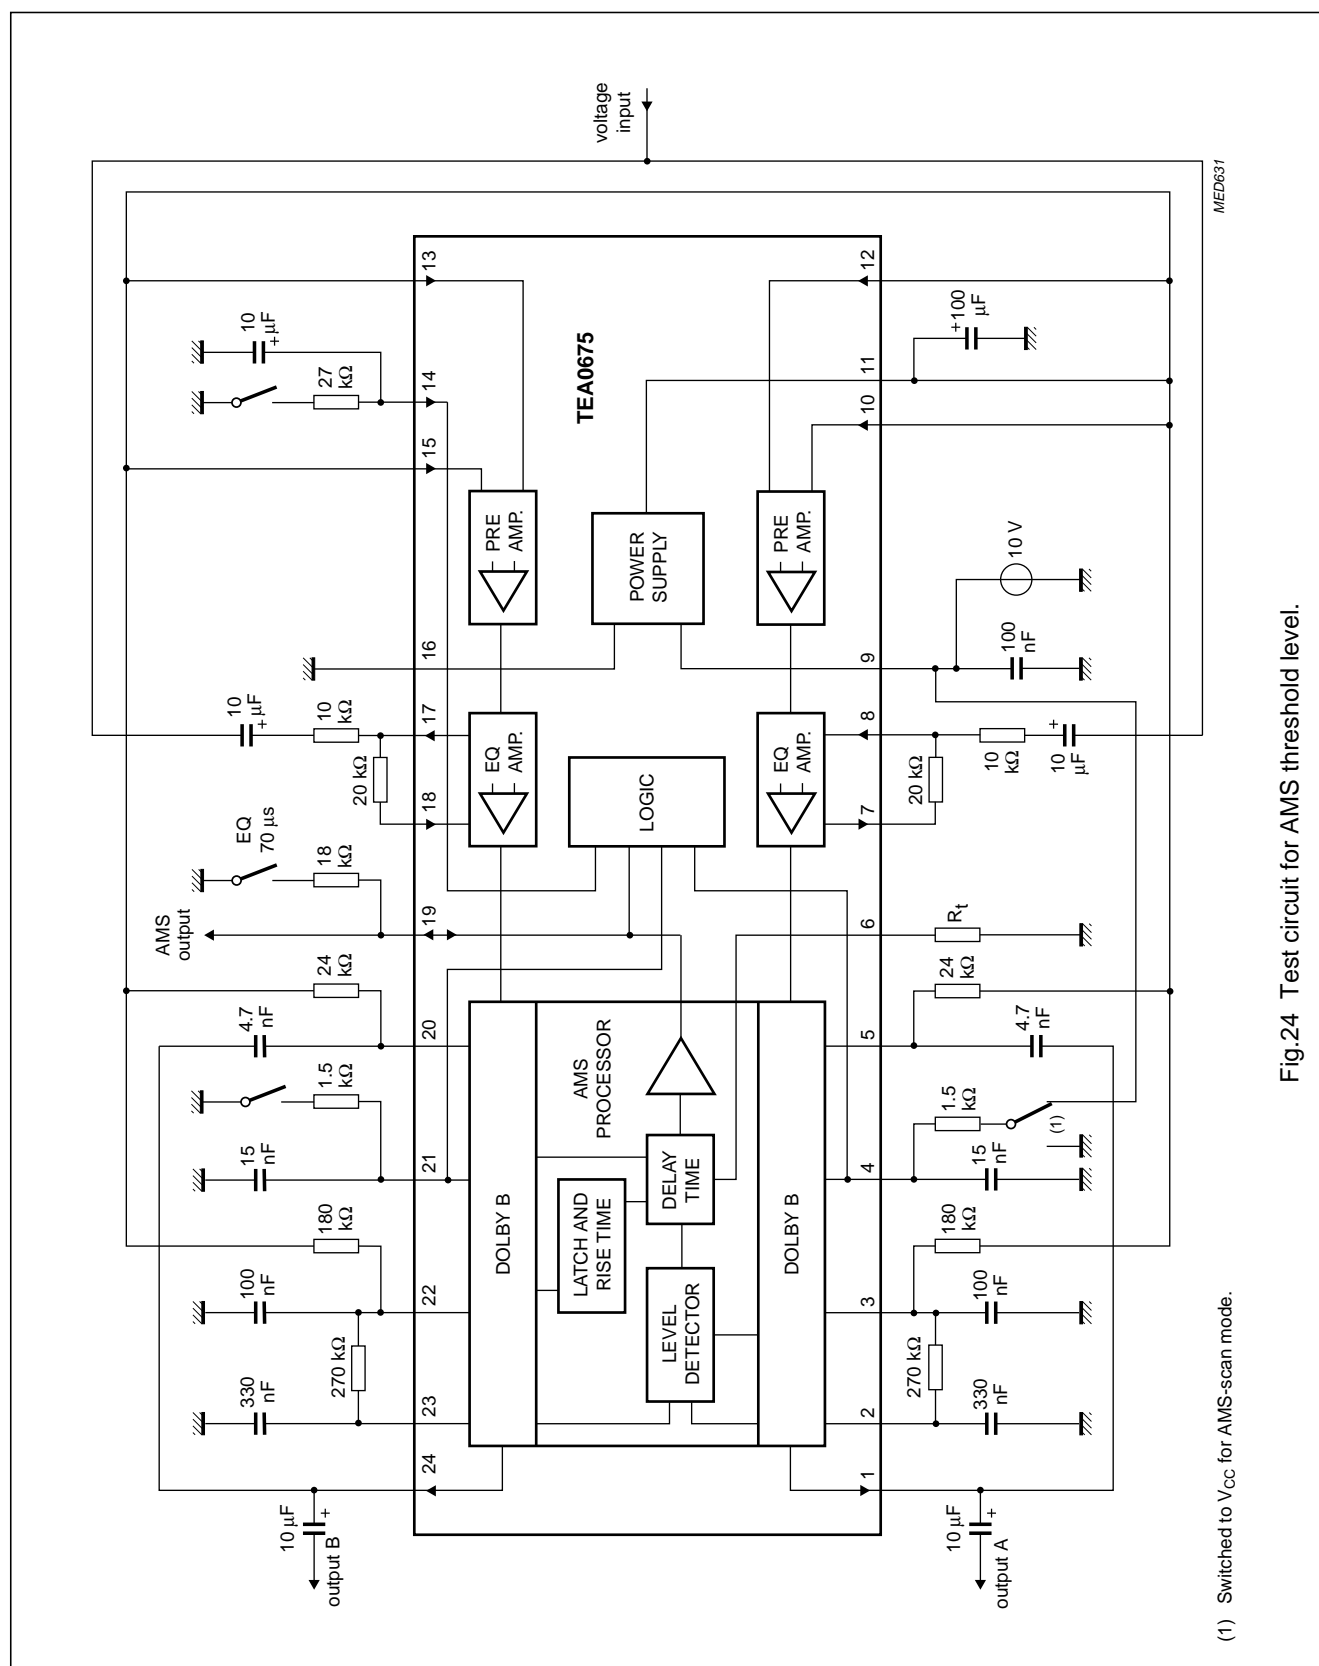 voltage
input
MED631
TEA0675
13
12
10
μF
+
27
kΩ
14
15
11
10
+100
μF
PRE
AMP.
POWER
SUPPLY
PRE
AMP.
10 V
16
9
100
nF
10
μF
+
10
kΩ
20 kΩ
17
18
EQ
AMP.
LOGIC
EQ
AMP.
8
7
20 kΩ
10
kΩ
10
μF
+
EQ
70 μs
18
kΩ
AMS
output
19
6
Rt
24
kΩ
4.7
nF
20
AMS
PROCESSOR
5
24
kΩ
4.7
nF
1.5
kΩ
15
nF
21
DELAY
TIME
4
1.5
kΩ
(1)
15
nF
DOLBY B
LATCH AND
RISE TIME
DOLBY B
180
kΩ
100
nF
22
LEVEL
DETECTOR
3
180
kΩ
100
nF
270 kΩ
330
nF
23
2
270 kΩ
330
nF
24
1
10 μF
+
output B
10 μF
+
output A
(1) Switched to VCC for AMS-scan mode.
Fig.24 Test circuit for AMS threshold level.